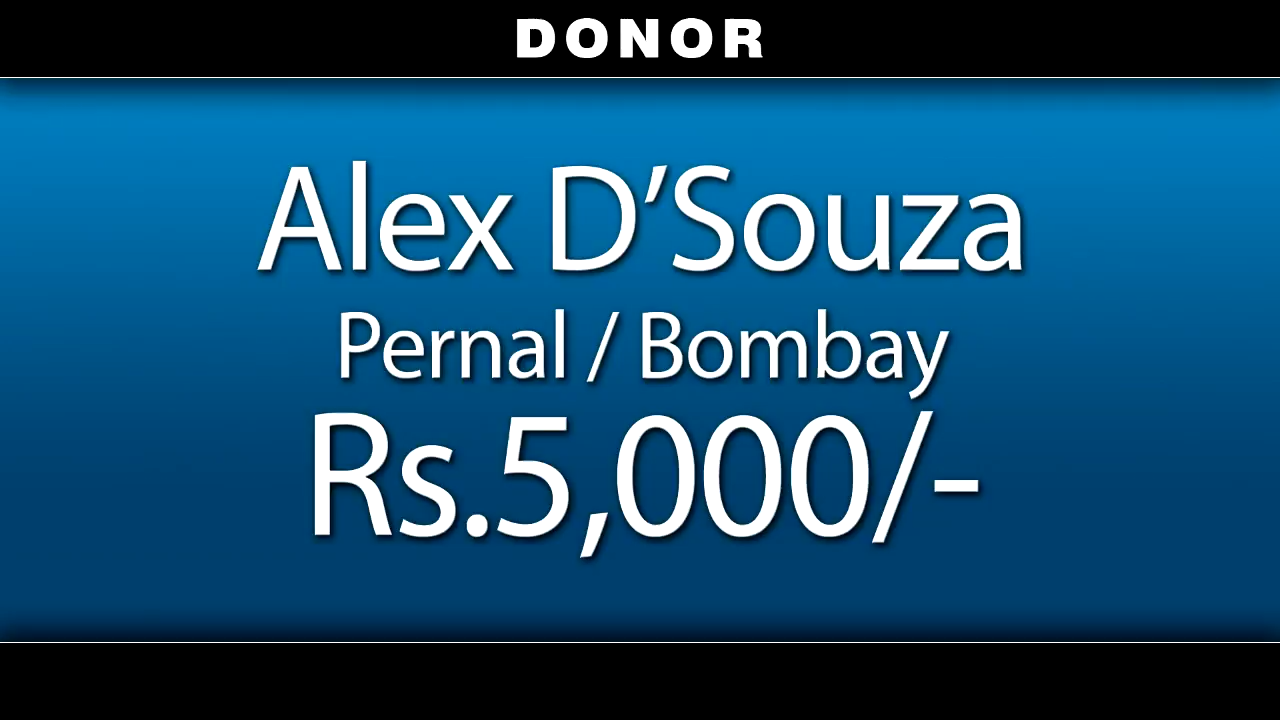 DONOR
Alex D’Souza
Pernal / Bombay
Rs.5,000/-